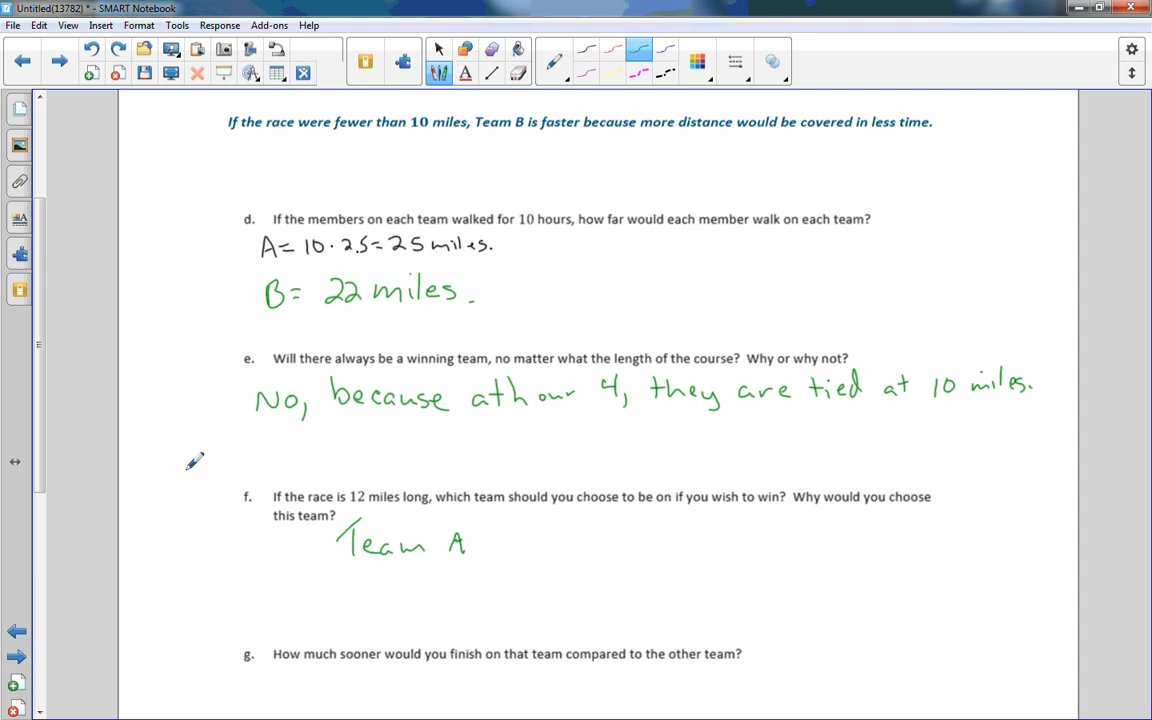 Untitled(13782) * - SMART Notebook
File Edit View Insert Format Tools Response Add-ons Help
If the race were fewer than 10 miles, Team B is faster because more distance would be covered in less time.
d. If the members on each team walked for 10 hours, how far would each member walk on each team?
A= 10 · 2.5= 25 miles.
B= 22 miles.
e. Will there always be a winning team, no matter what the length of the course? Why or why not?
No, because at hour 4, they are tied at 10 miles.
f. If the race is 12 miles long, which team should you choose to be on if you wish to win? Why would you choose
this team?
Team A
g. How much sooner would you finish on that team compared to the other team?